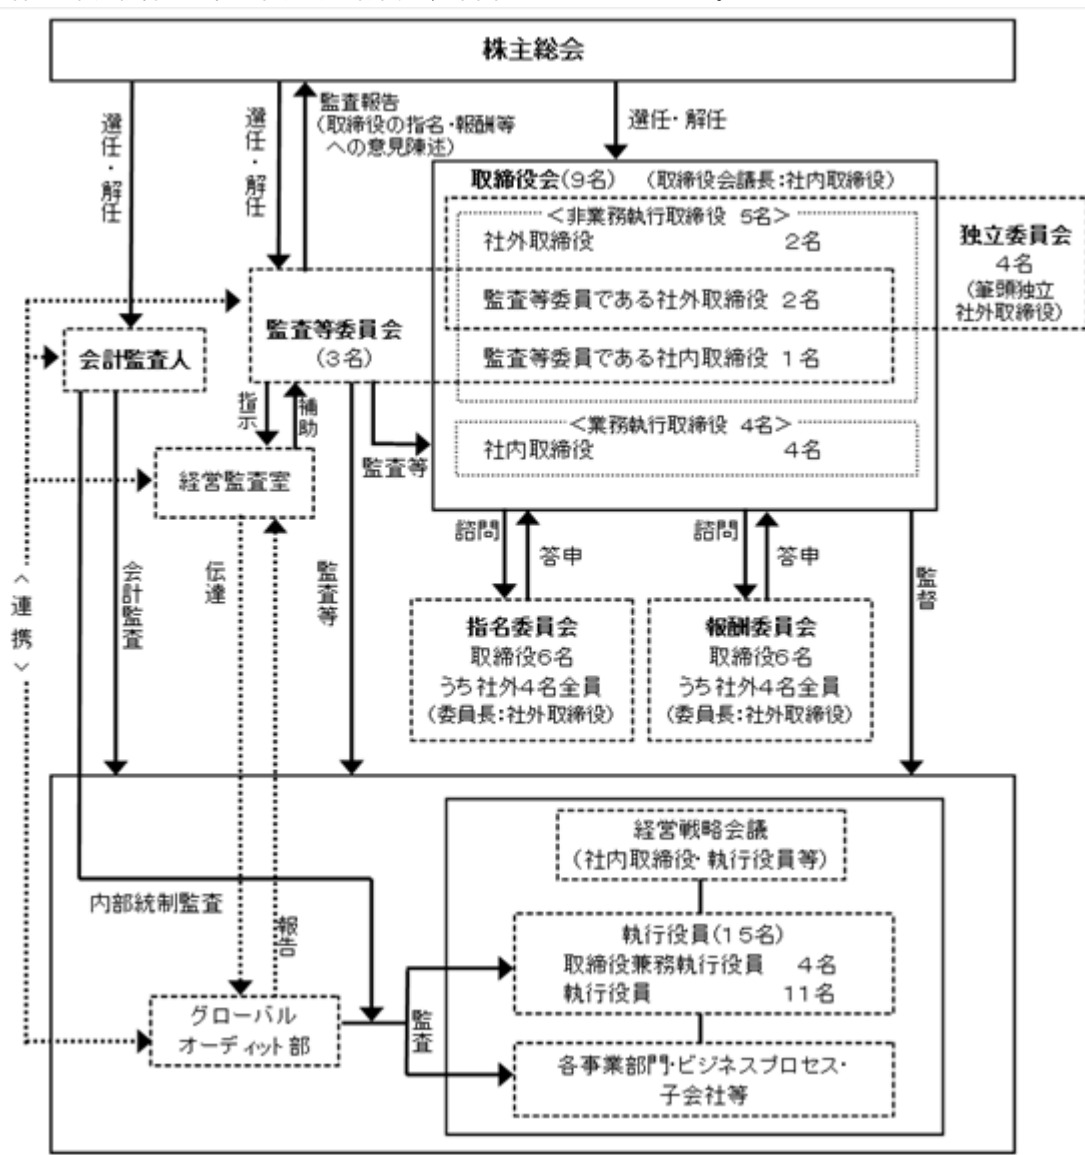 株主総会
選任・解任
選任・解任
監査報告
(取締役の指名・報酬等
への意見陳述)
選任・解任
取締役会(9名) (取締役会議長:社内取締役)
<非業務執行取締役 5名>
社外取締役 2名
監査等委員である社外取締役 2名
監査等委員である社内取締役 1名
<業務執行取締役 4名>
社内取締役 4名
独立委員会
4名
(筆頭独立
社外取締役)
監査等委員会
(3名)
会計監査人
指示
補助
監査等
経営監査室
諮問
答申
諮問
答申
監督
<連携>
会計監査
伝達
監査等
指名委員会
取締役6名
うち社外4名全員
(委員長:社外取締役)
報酬委員会
取締役6名
うち社外4名全員
(委員長:社外取締役)
経営戦略会議
(社内取締役・執行役員等)
内部統制監査
報告
執行役員(15名)
取締役兼務執行役員 4名
執行役員 11名
グローバル
オーディット部
監査
各事業部門・ビジネスプロセス・
子会社等